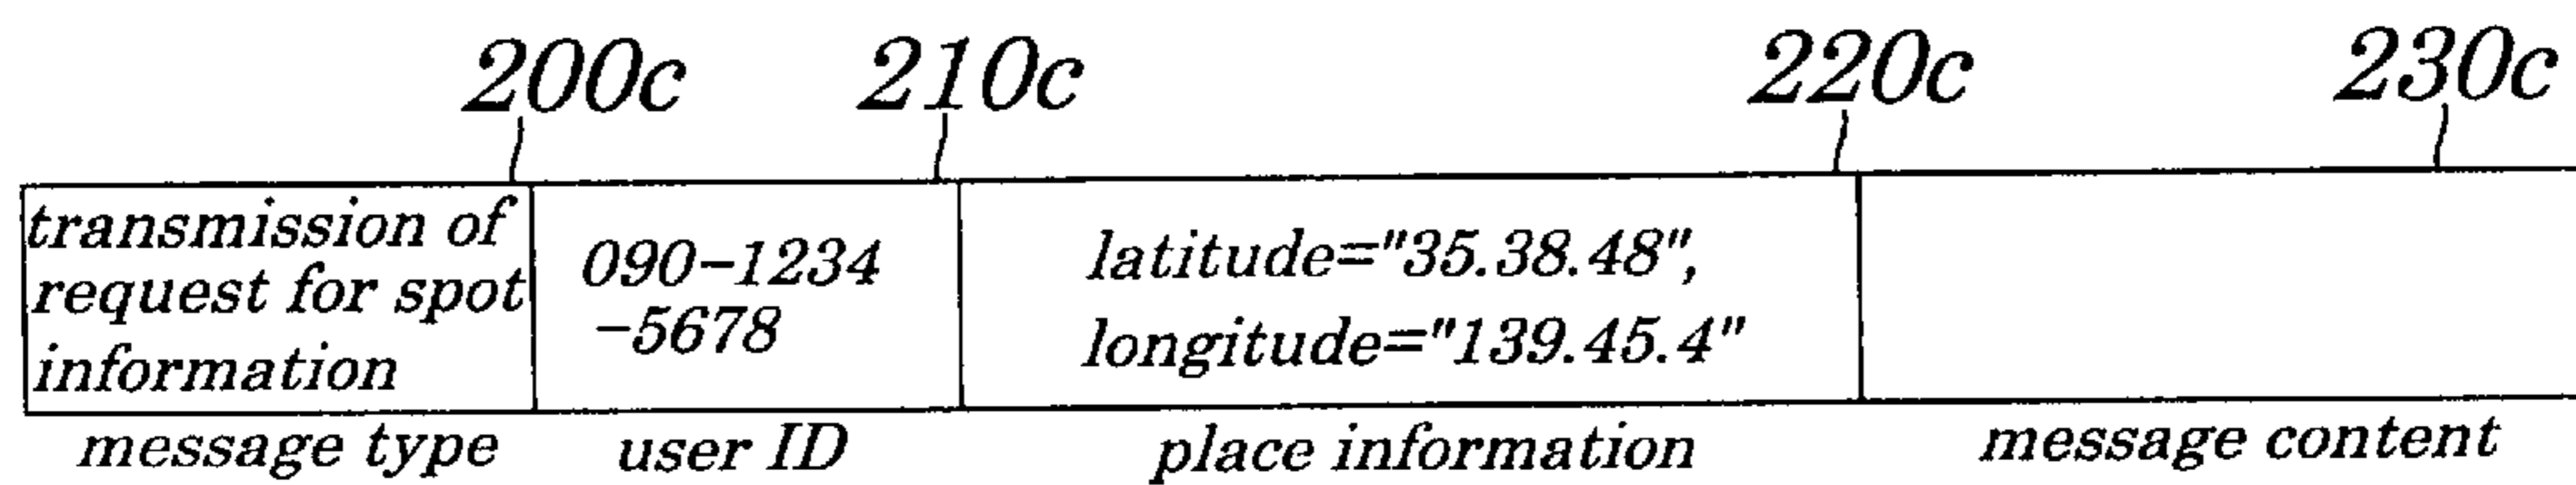 200c 210c 220c 230c
transmission of
request for spot
information
090-1234
-5678
latitude="35.38.48",
longitude="139.45.4"
message type user ID place information message content